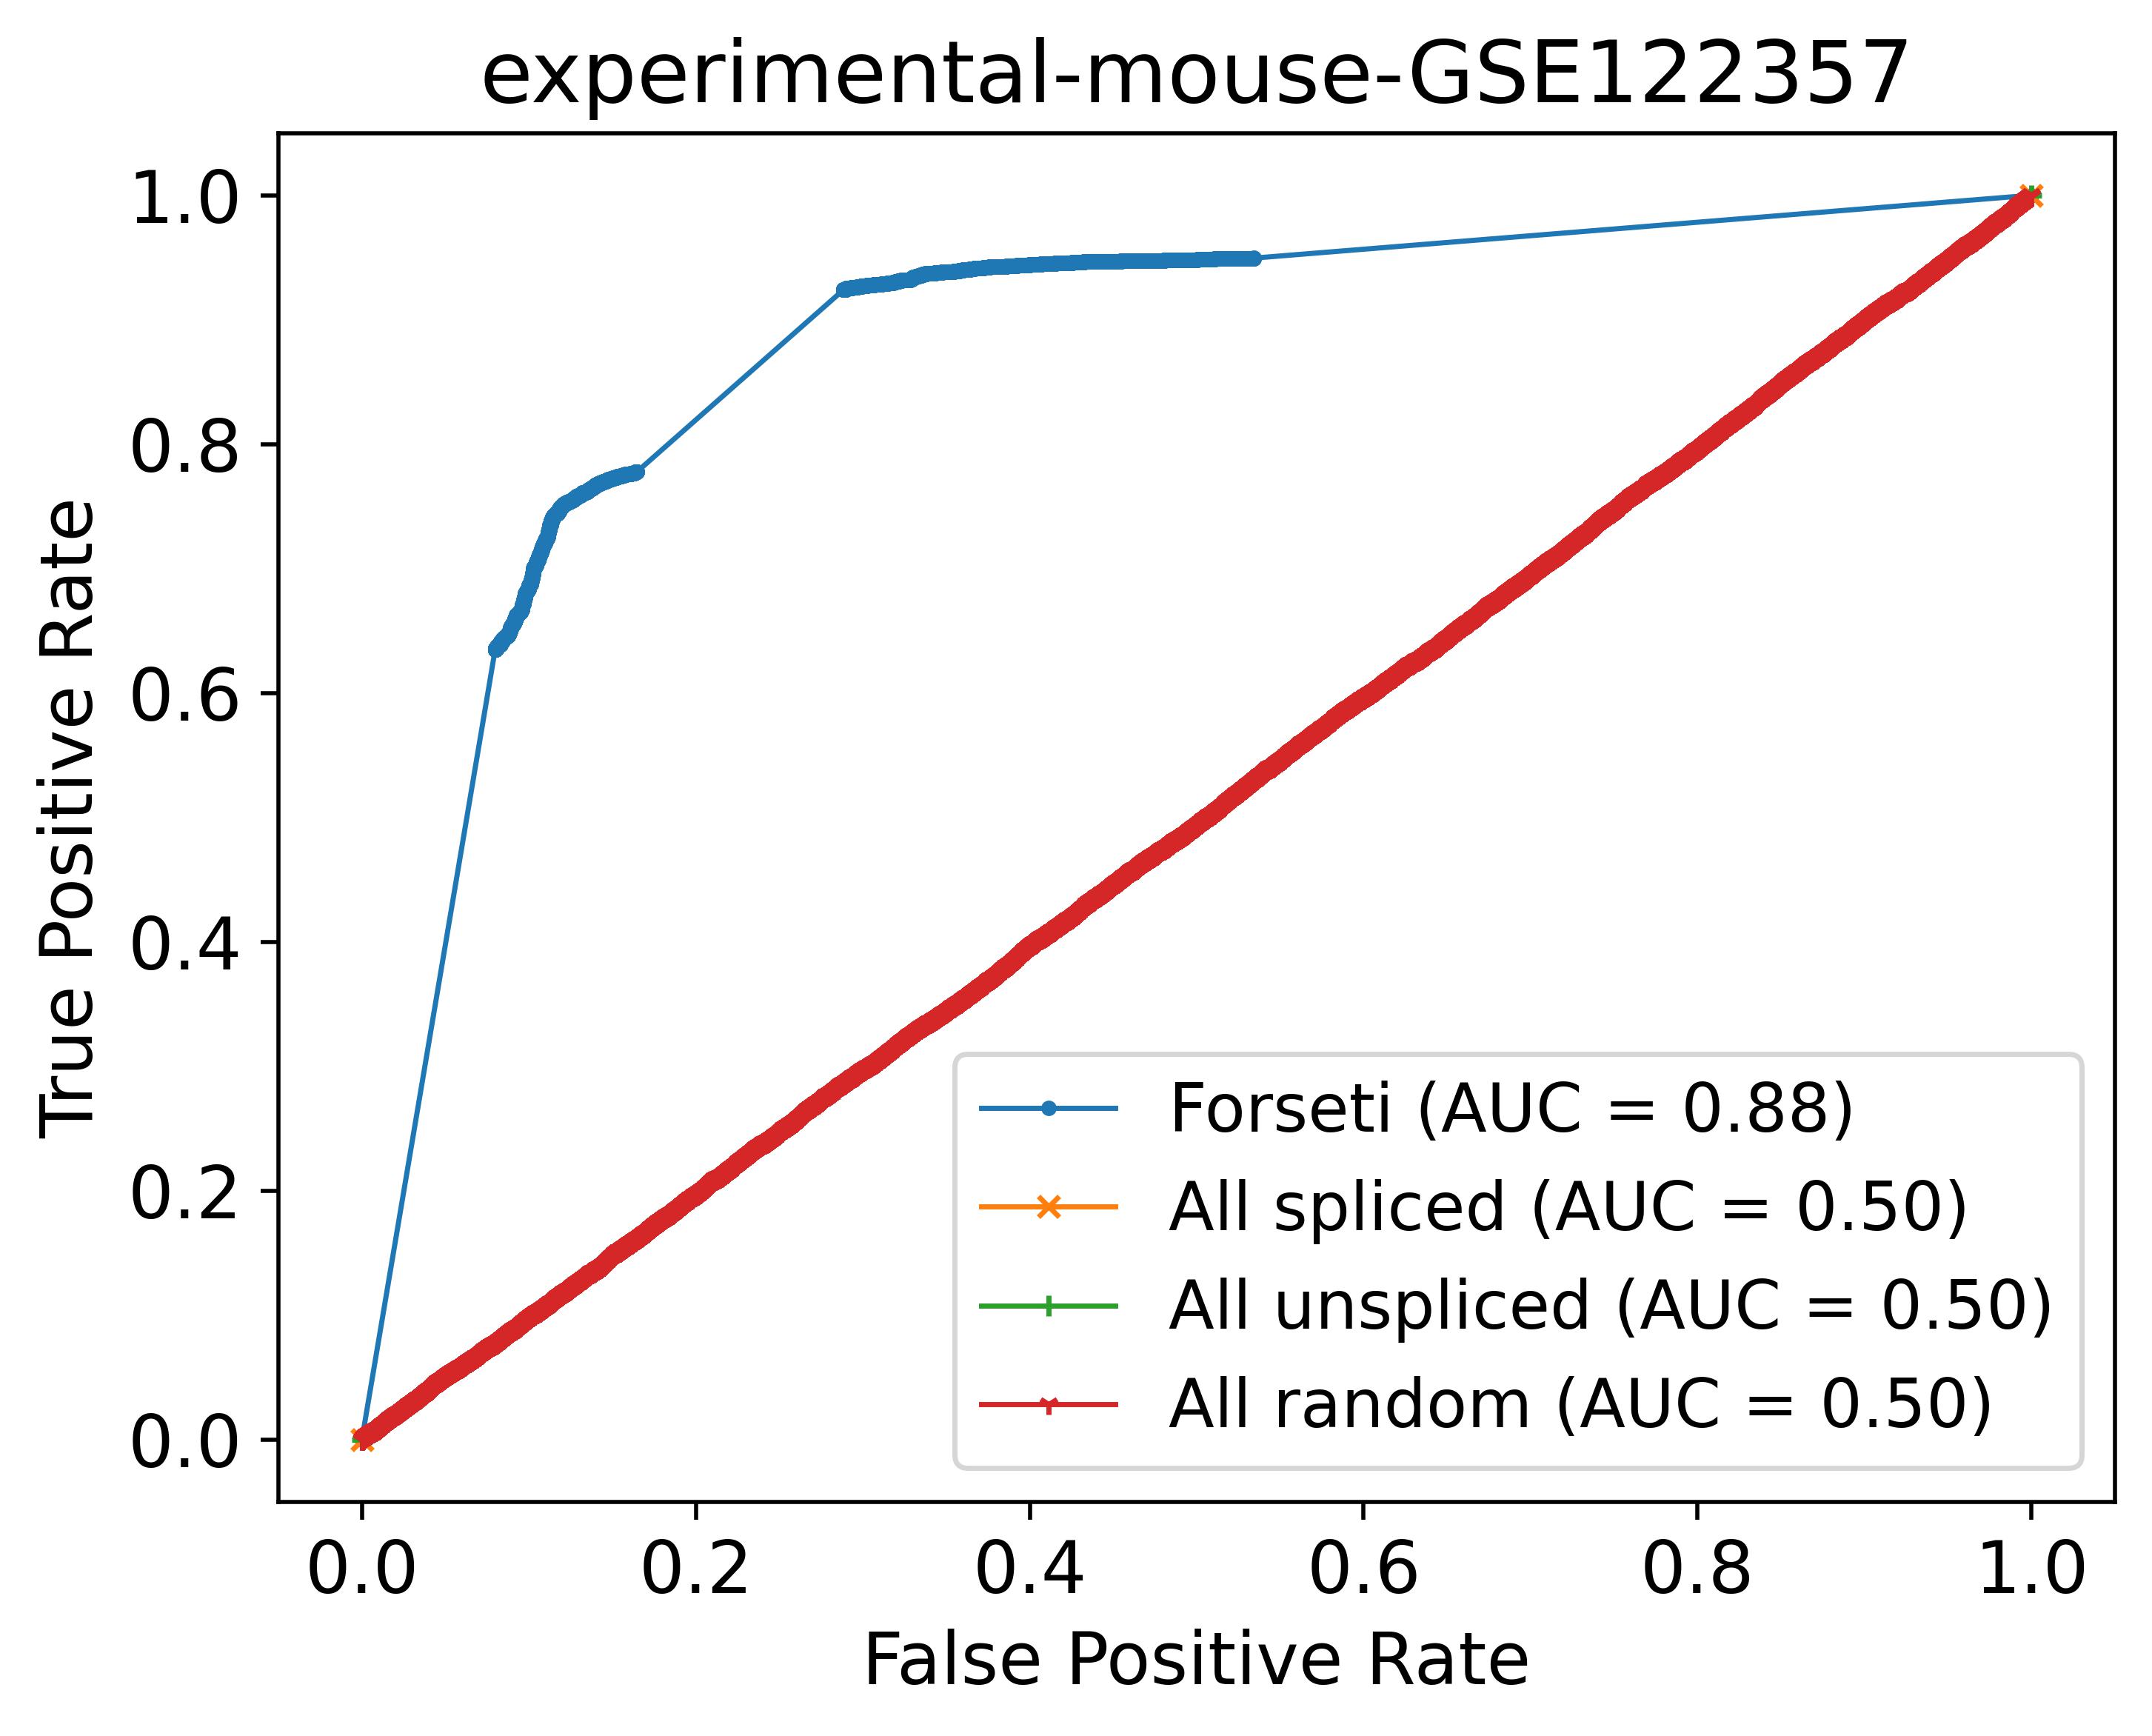 experimental-mouse-GSE122357
1.0
0.8
0.6
0.4
0.2
0.0
True Positive Rate
Forseti (AUC = 0.88)
All spliced (AUC = 0.50)
All unspliced (AUC = 0.50)
All random (AUC = 0.50)
0.0 0.2 0.4 0.6 0.8 1.0
False Positive Rate